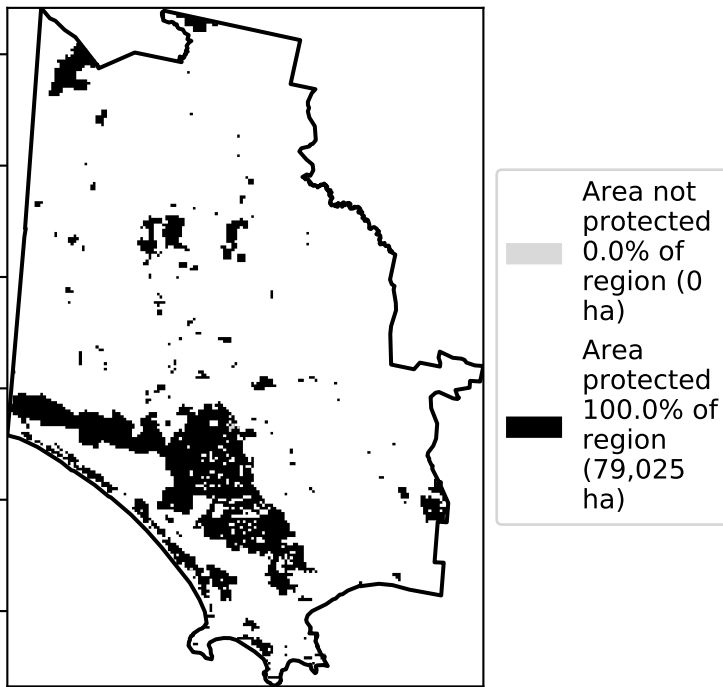 Area not
protected
0.0% of
region (0
ha)
Area
protected
100.0% of
region
(79,025
ha)